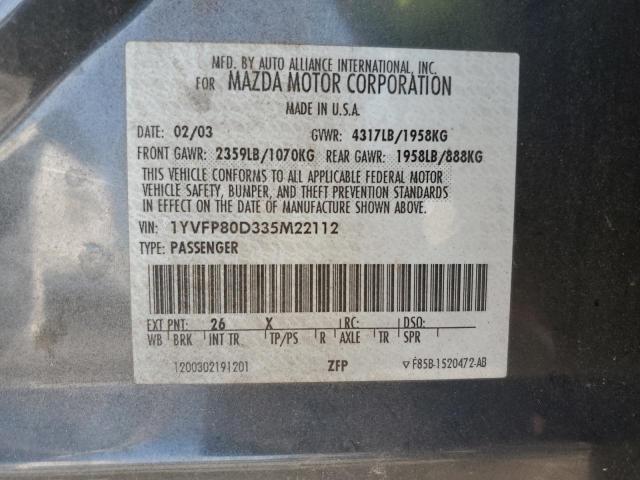 MFD. BY AUTO ALLIANCE INTERNATIONAL, INC.
FOR MAZDA MOTOR CORPORATION
MADE IN U.S.A.
DATE: 02/03 GVWR: 4317LB/1958KG
FRONT GAWR: 2359LB/1070KG REAR GAWR: 1958LB/888KG
THIS VEHICLE CONFORMS TO ALL APPLICABLE FEDERAL MOTOR
VEHICLE SAFETY, BUMPER, AND THEFT PREVENTION STANDARDS
IN EFFECT ON THE DATE OF MANUFACTURE SHOWN ABOVE.
VIN: 1YVFP80D335M22112
TYPE: PASSENGER
EXT PNT: 26 X RC: DSO:
WB BRK INT TR TP/PS R AXLE TR SPR
1200302191201 ZFP F85B-1520472-AB